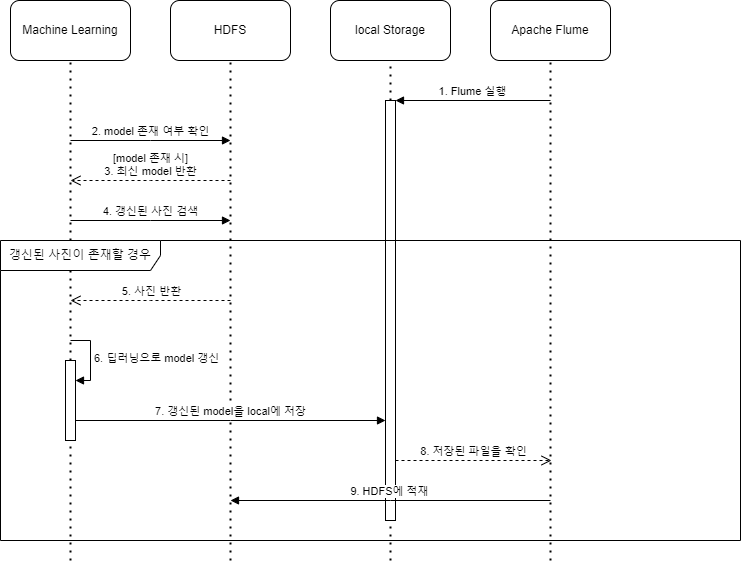 Machine Learning
HDFS
local Storage
Apache Flume
1. Flume 실행
2. model 존재 여부 확인
[model 존재 시]
3. 최신 model 반환
4. 갱신된 사진 검색
갱신된 사진이 존재할 경우
5. 사진 반환
6. 딥러닝으로 model 갱신
7. 갱신된 model을 local에 저장
8. 저장된 파일을 확인
9. HDFS에 적재